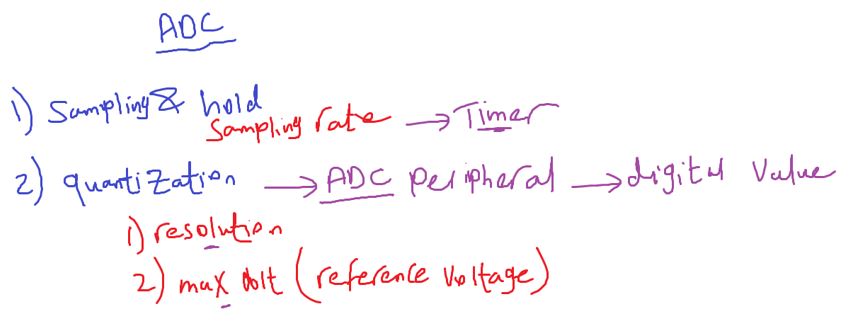 ADC
1) Sampling & hold
Sampling rate → Timer
2) quantization → ADC peripheral → digital value
1) resolution
2) max volt (reference voltage)